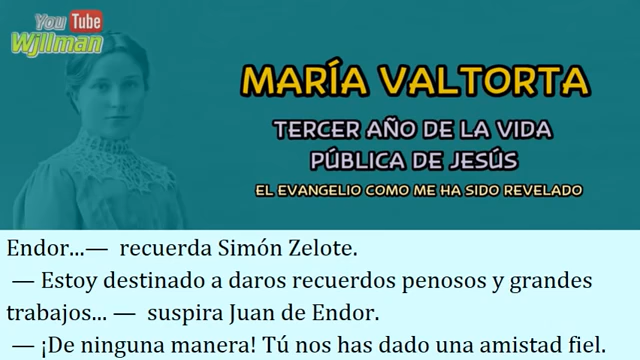 You Tube
Wjllman
MARÍA VALTORTA
TERCER AÑO DE LA VIDA
PÚBLICA DE JESÚS
EL EVANGELIO COMO ME HA SIDO REVELADO
Endor...— recuerda Simón Zelote.
— Estoy destinado a daros recuerdos penosos y grandes
trabajos... — suspira Juan de Endor.
— ¡De ninguna manera! Tú nos has dado una amistad fiel.